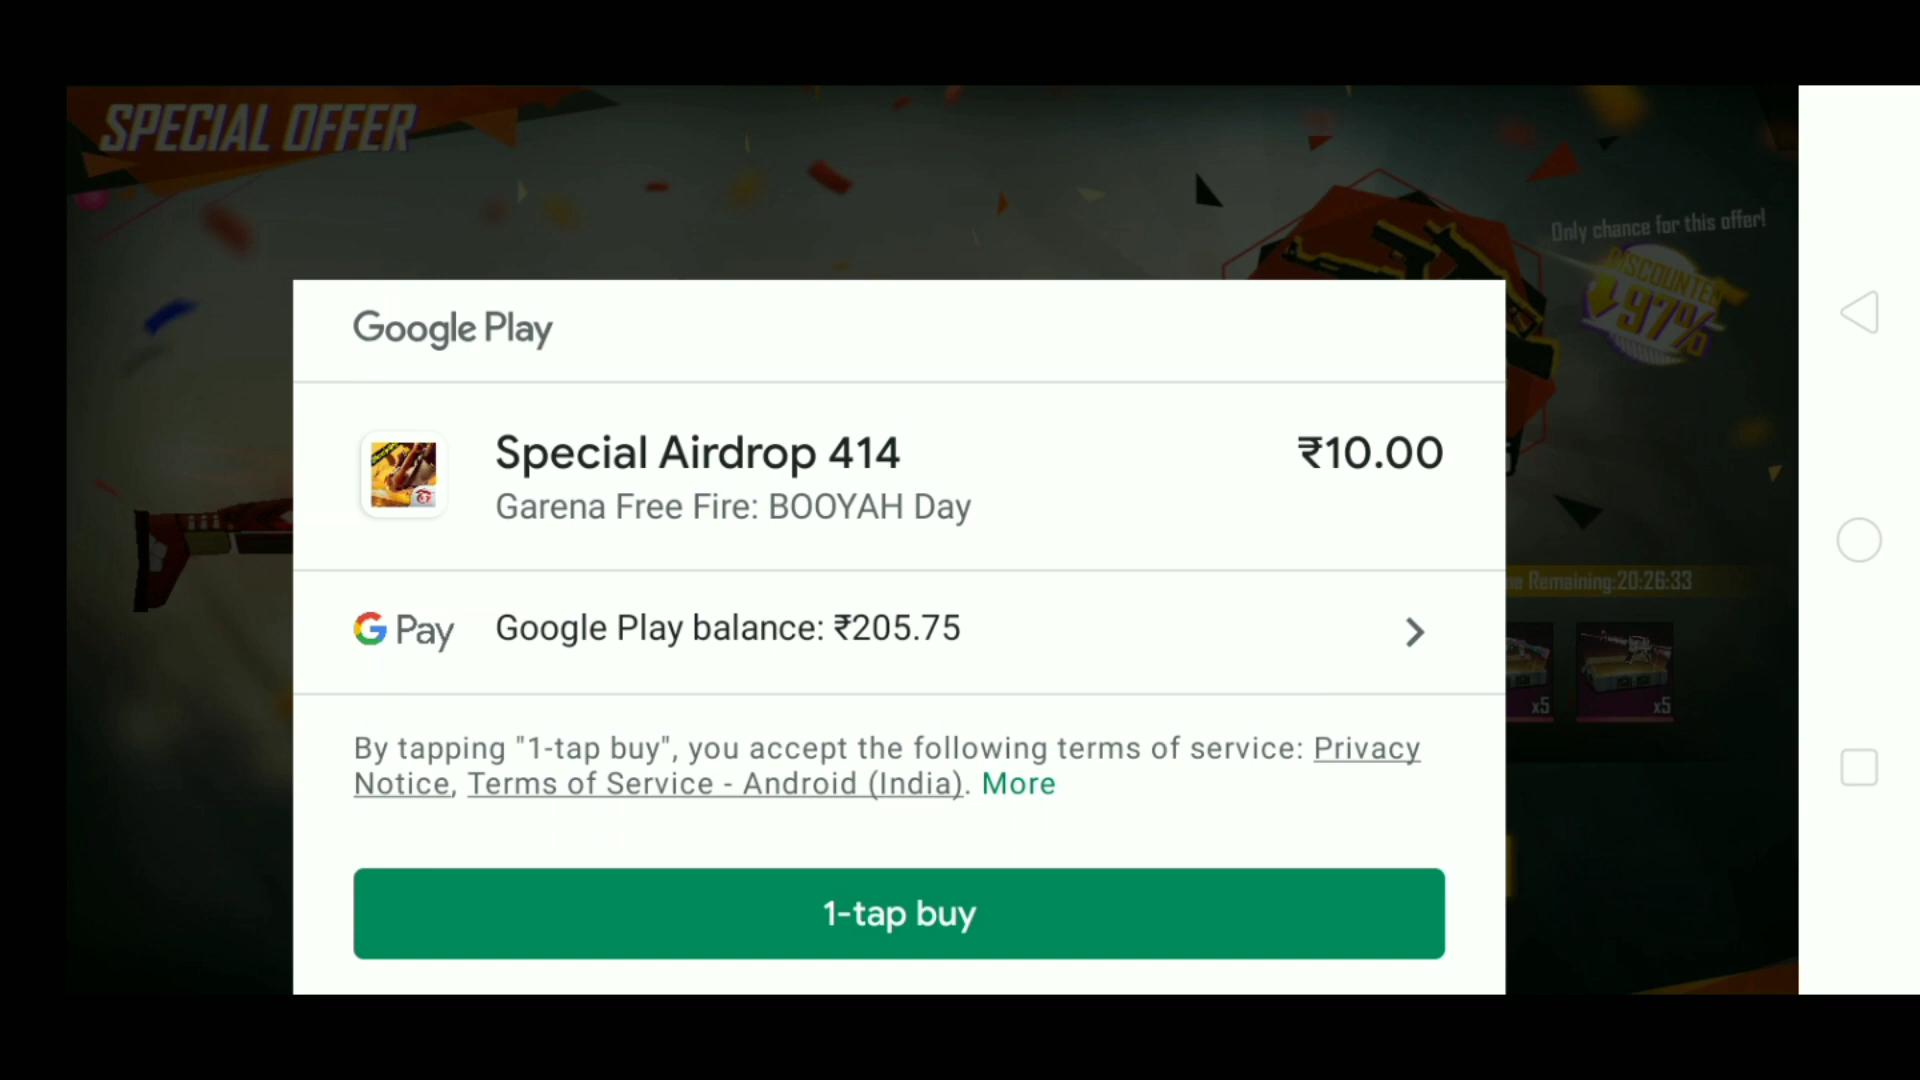 SPECIAL OFFER
Only chance for this offer!
DISCOUNTED
97%
Google Play
Special Airdrop 414
₹10.00
Garena Free Fire: BOOYAH Day
Remaining:20:26:33
G Pay
Google Play balance: ₹205.75
x5
x5
By tapping "1-tap buy", you accept the following terms of service: Privacy
Notice, Terms of Service - Android (India). More
1-tap buy